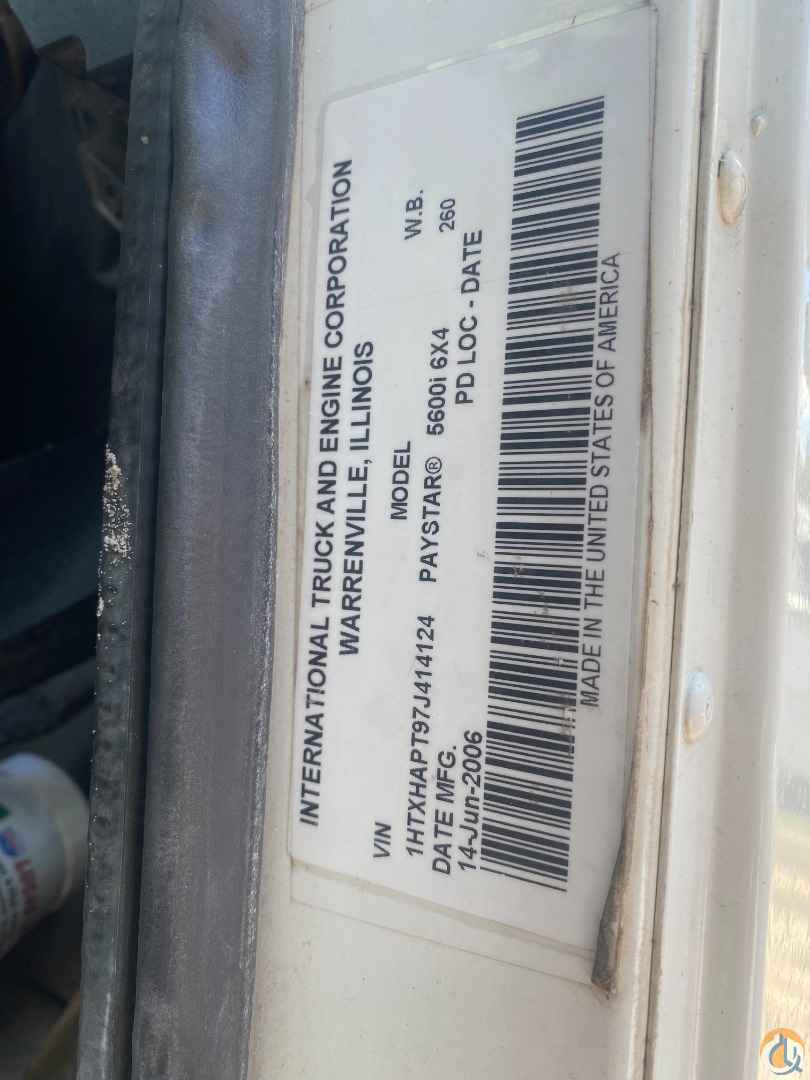 INTERNATIONAL TRUCK AND ENGINE CORPORATION
WARRENVILLE, ILLINOIS
VIN MODEL W.B.
1HTXHAPT97J414124 PAYSTAR® 5600i 6X4 260
DATE MFG. PD LOC - DATE
14-Jun-2006
MADE IN THE UNITED STATES OF AMERICA